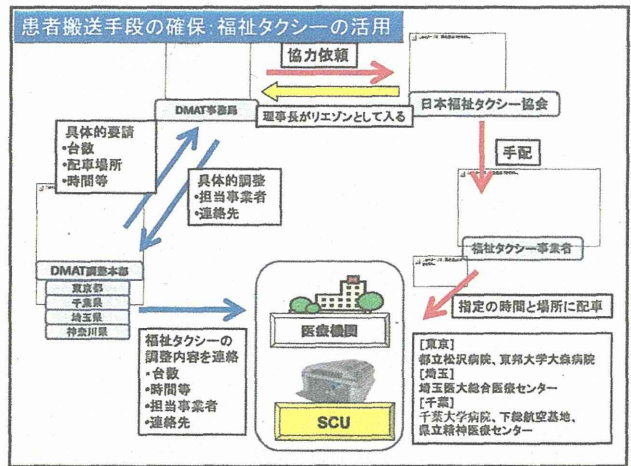 患者搬送手段の確保:福祉タクシーの活用
協力依頼
DMAT事務局
理事長がリエゾンとして入る
日本福祉タクシー協会
具体的要請
•台数
•配車場所
•時間等
具体的調整
•担当事業者
•連絡先
手配
福祉タクシー事業者
DMAT調整本部
東京都
千葉県
埼玉県
神奈川県
医療機関
SCU
指定の時間と場所に配車
福祉タクシーの
調整内容を連絡
*台数
•時間等
•担当事業者
•連絡先
[東京]
都立松沢病院、東邦大学大森病院
[埼玉]
埼玉医大総合医療センター
[千葉]
千葉大学病院、下総航空基地、
県立精神医療センター